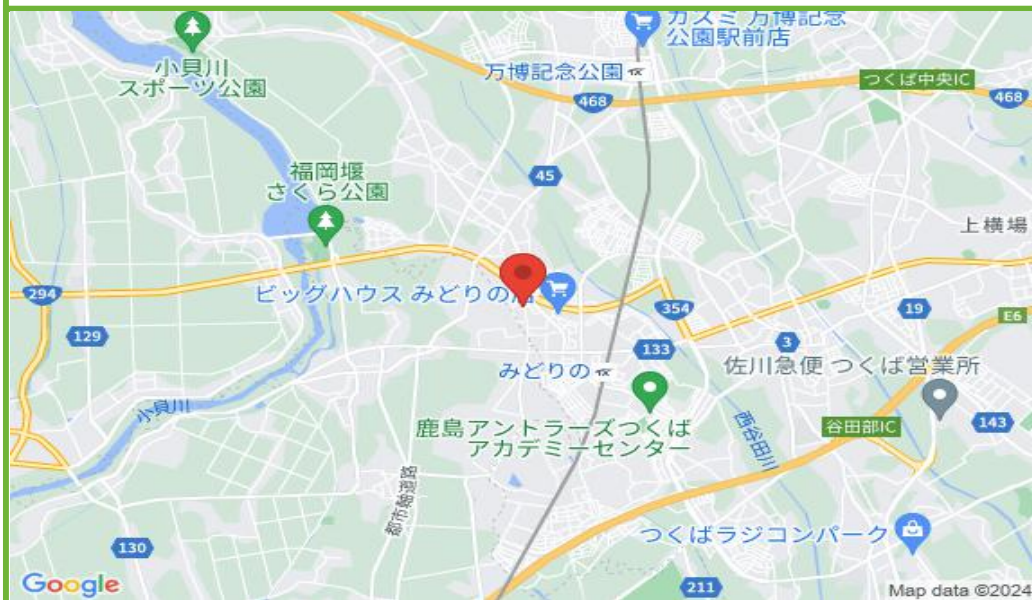 カスミ 万博記念
公園駅前店
小貝川
スポーツ公園
万博記念公園
つくば中央IC
468
468
45
福岡堰
さくら公園
上横場
294
ビッグハウス みどりの店
354
19
E6
129
133
3
みどりの
佐川急便 つくば営業所
小貝川
鹿島アントラーズつくば
アカデミーセンター
西谷田川
谷田部IC
143
都市軸道路
つくばラジコンパーク
130
211
Google
Map data ©2024